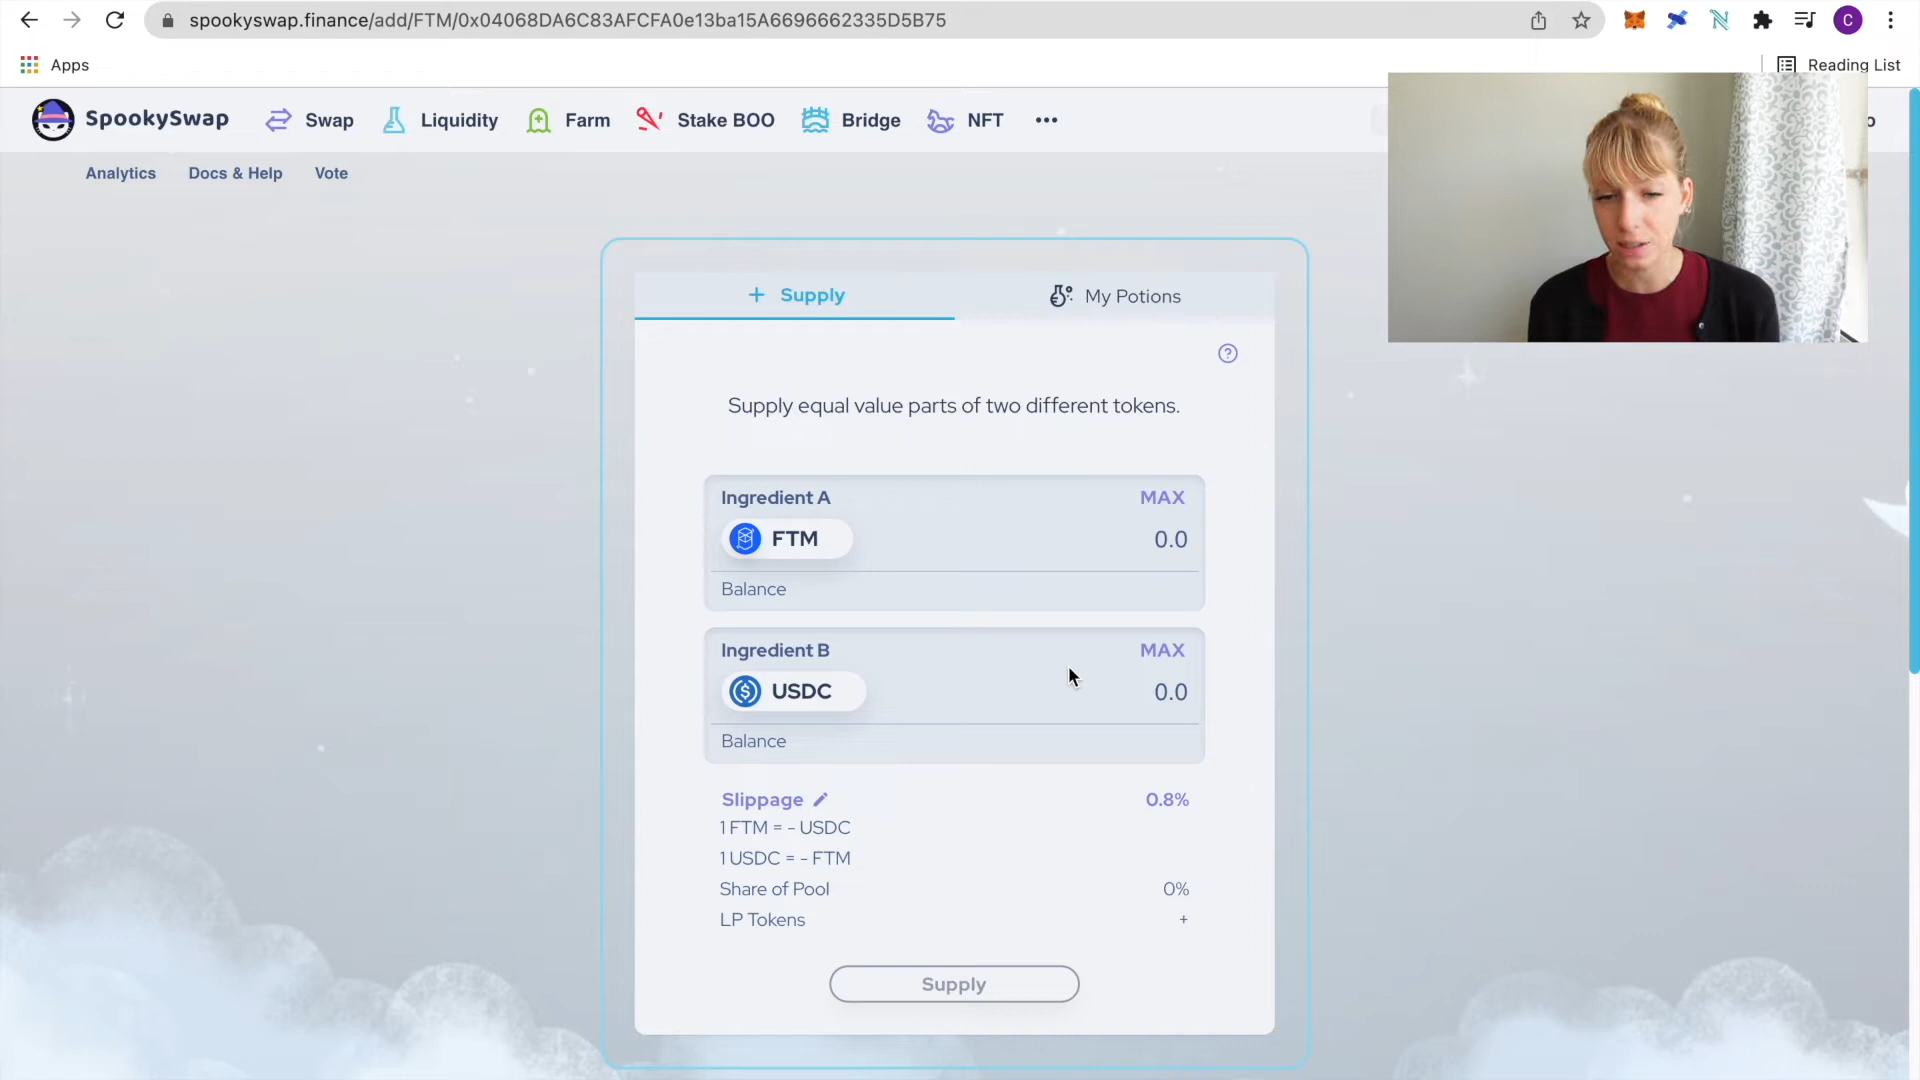 spookyswap.finance/add/FTM/0x04068DA6C83AFCFA0e13ba15A6696662335D5B75
C
Apps
Reading List
SpookySwap
Swap
Liquidity
Farm
Stake BOO
Bridge
NFT
•••
Analytics
Docs & Help
Vote
+ Supply
My Potions
?
Supply equal value parts of two different tokens.
Ingredient A
MAX
FTM
0.0
Balance
Ingredient B
MAX
USDC
0.0
Balance
Slippage
0.8%
1 FTM = - USDC
1 USDC = - FTM
Share of Pool
0%
LP Tokens
+
Supply